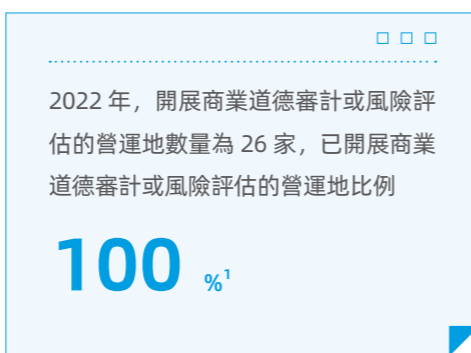 2022 年，開展商業道德審計或風險評
估的營運地數量為 26 家，已開展商業
道德審計或風險評估的營運地比例
100 %1